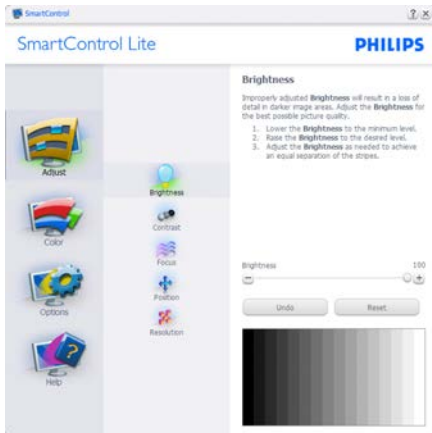 SmartControl
? X
SmartControl Lite
PHILIPS
Adjust
Color
Options
Help
Brightness
Contrast
Focus
Position
Resolution
Brightness
Improperly adjusted Brightness will result in a loss of
detail in darker image areas. Adjust the Brightness for
the best possible picture quality.
1. Lower the Brightness to the minimum level.
2. Raise the Brightness to the desired level.
3. Adjust the Brightness as needed to achieve
an equal separation of the stripes.
Brightness 100
Undo Reset